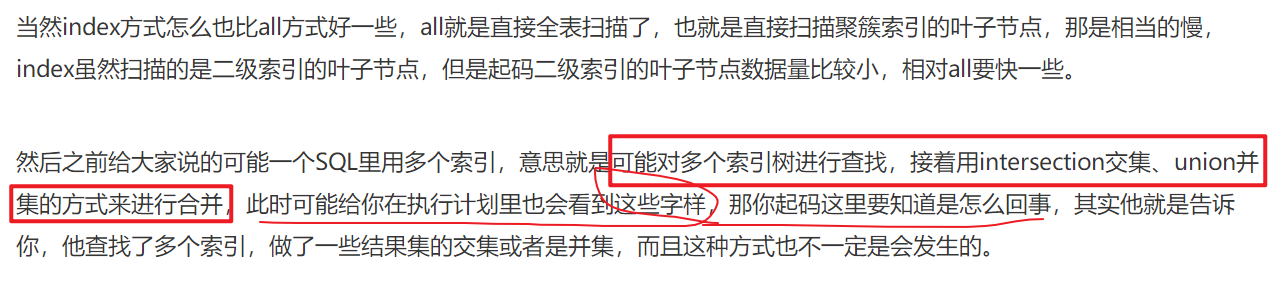 当然index方式怎么也比all方式好一些，all就是直接全表扫描了，也就是直接扫描聚簇索引的叶子节点，那是相当的慢，
index虽然扫描的是二级索引的叶子节点，但是起码二级索引的叶子节点数据量比较小，相对all要快一些。
然后之前给大家说的可能一个SQL里用多个索引，意思就是可能对多个索引树进行查找，接着用intersection交集、union并
集的方式来进行合并，此时可能给你在执行计划里也会看到这些字样，那你起码这里要知道是怎么回事，其实他就是告诉
你，他查找了多个索引，做了一些结果集的交集或者是并集，而且这种方式也不一定是会发生的。